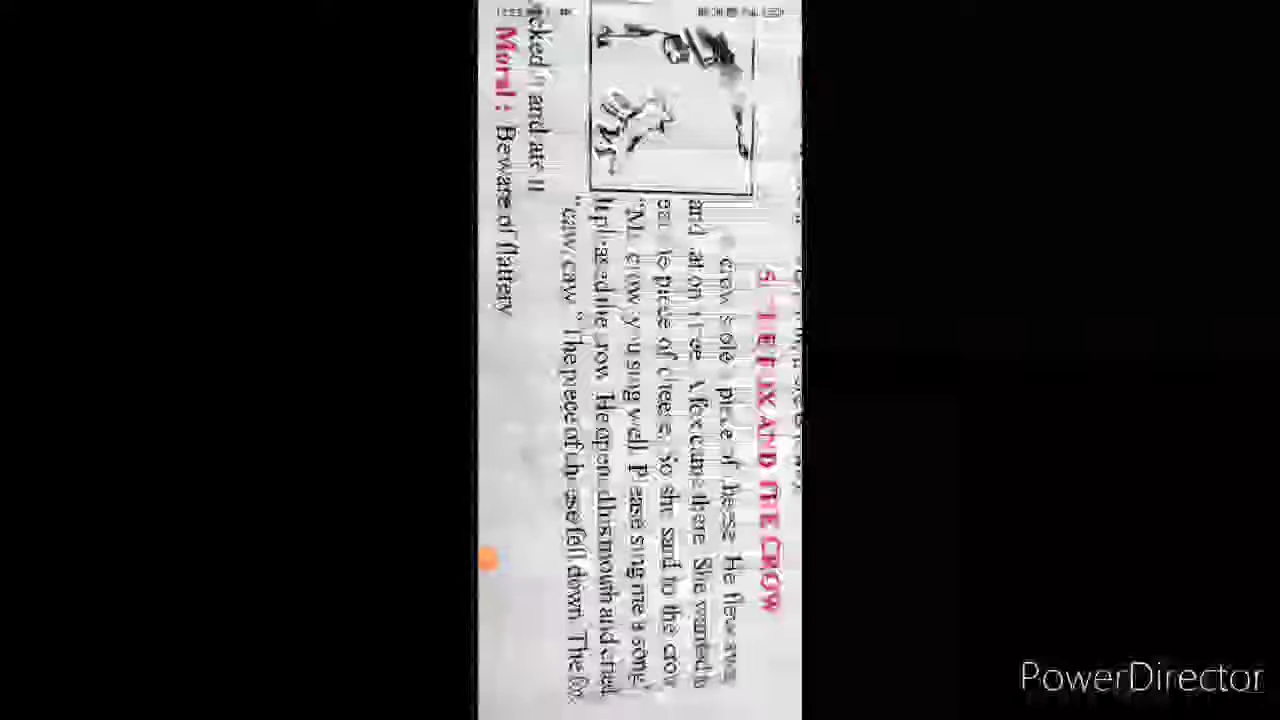 THE FOX AND THE CROW
crow stole piece of cheese He flew away
and sat on tree A fox came there She wanted to
eat the piece of cheese So she said to the crow
"Mr crow you sing well Please sing me a song"
It pleased the crow He opened his mouth and cried
"caw, caw " The piece of cheese fell down The fox
picked it and ate it
Moral : Beware of flattery
PowerDirector